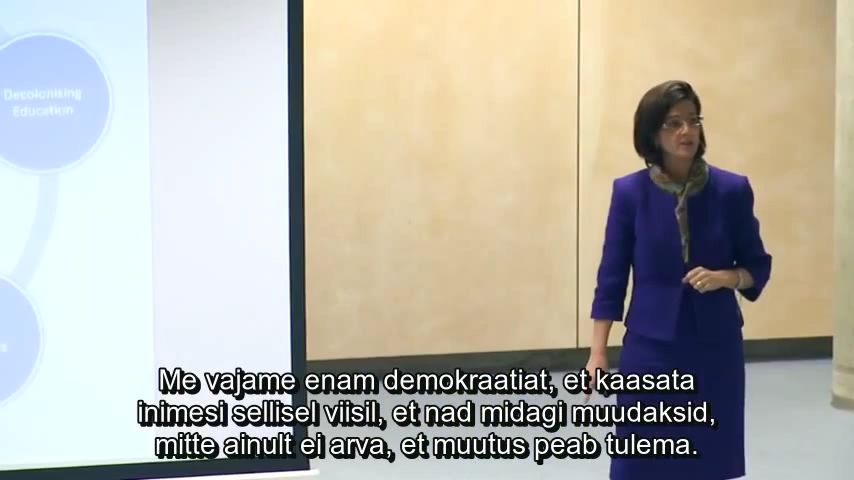 Decolonising
Education
s
Me vajame enam demokraatiat, et kaasata
inimesi sellisel viisil, et nad midagi muudaksid,
mitte ainult ei arva, et muutus peab tulema.